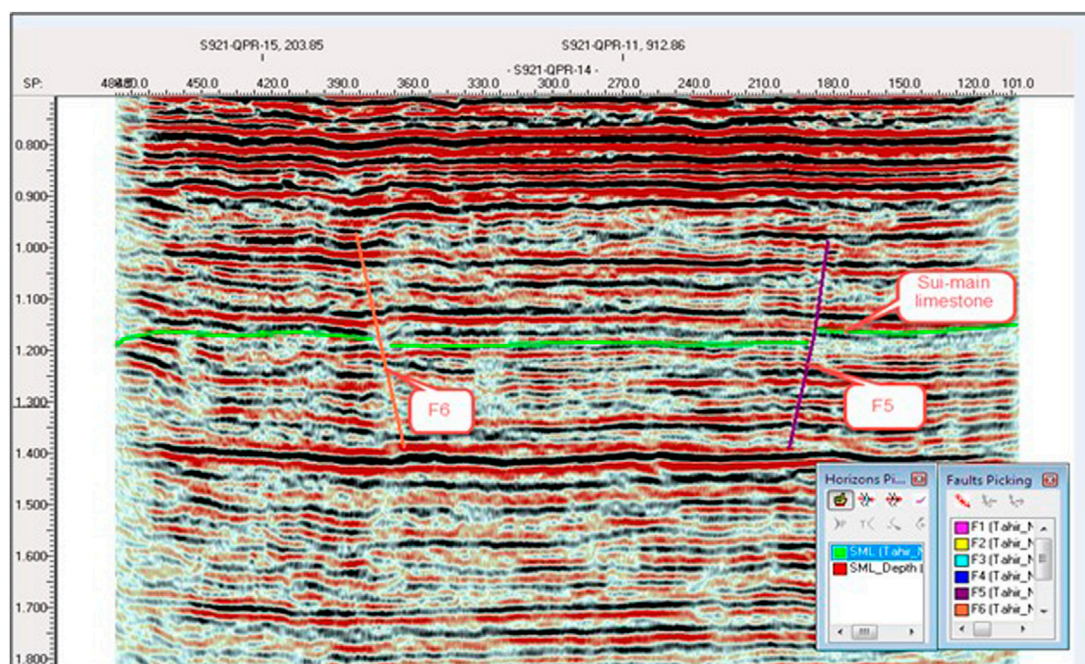 S921-QPR-15, 203.85 S921-QPR-11, 912.86
- S921-QPR-14 -
SP: 450.0 420.0 390.0 360.0 330.0 300.0 270.0 240.0 210.0 180.0 150.0 120.0 101.0
0.800
0.900
1.000
1.100
1.200
1.300
1.400
1.500
1.600
1.700
1.800
Sui-main
limestone
F6
F5
Horizons Pi...
SML (Tahir_N
SML_Depth (
Faults Picking
F1 (Tahir_N
F2 (Tahir_N
F3 (Tahir_N
F4 (Tahir_N
F5 (Tahir_N
F6 (Tahir_N